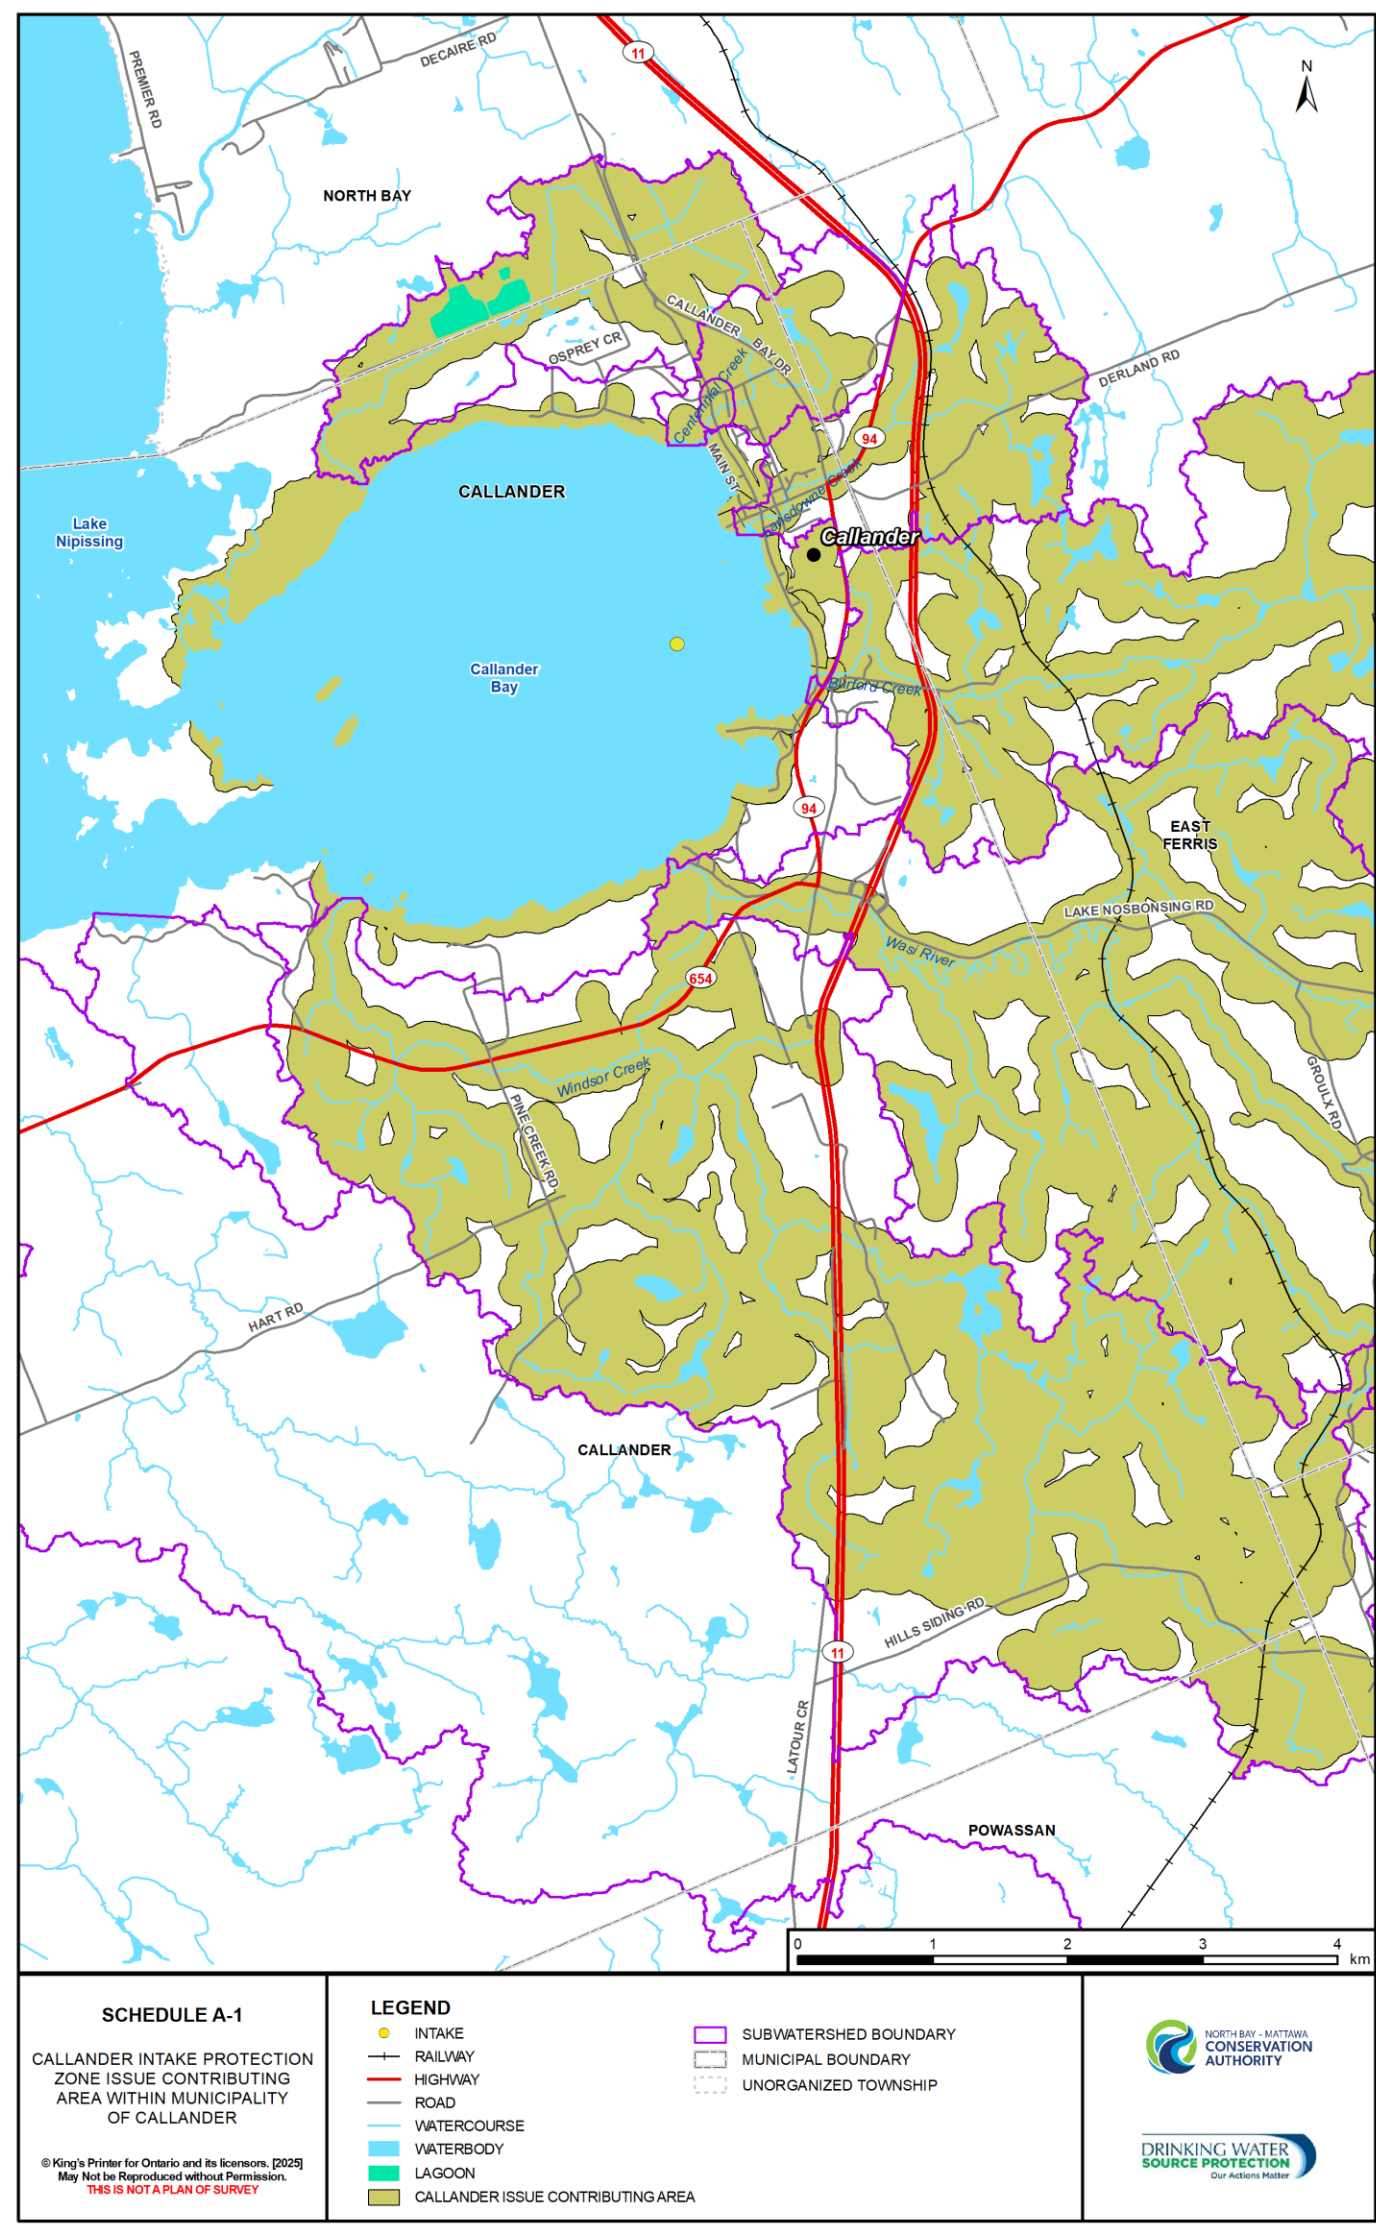 DECAIRE RD
11
PREMIER RD
N
NORTH BAY
CALLANDER
BAY DR
OSPREY CR
DERLAND RD
Centennial Creek
94
MAIN ST
CALLANDER
Lansdowne Creek
Lake
Nipissing
Callander
Callander
Bay
Burford Creek
94
EAST
FERRIS
LAKE NOSBONSING RD
Wasi River
654
Windsor Creek
GROULX RD
PINE CREEK RD
HART RD
CALLANDER
HILLS SIDING RD
11
LATOUR CR
POWASSAN
0 1 2 3 4
km
SCHEDULE A-1
CALLANDER INTAKE PROTECTION
ZONE ISSUE CONTRIBUTING
AREA WITHIN MUNICIPALITY
OF CALLANDER
© King's Printer for Ontario and its licensors. [2025]
May Not be Reproduced without Permission.
THIS IS NOT A PLAN OF SURVEY
LEGEND
INTAKE
RAILWAY
HIGHWAY
ROAD
WATERCOURSE
WATERBODY
LAGOON
CALLANDER ISSUE CONTRIBUTING AREA
SUBWATERSHED BOUNDARY
MUNICIPAL BOUNDARY
UNORGANIZED TOWNSHIP
NORTH BAY - MATTAWA
CONSERVATION
AUTHORITY
DRINKING WATER
SOURCE PROTECTION
Our Actions Matter